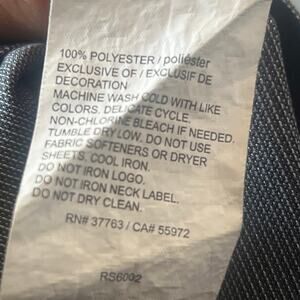 100% POLYESTER / poliéster
EXCLUSIVE OF / EXCLUSIF DE
DECORATION
MACHINE WASH COLD WITH LIKE
COLORS, DELICATE CYCLE.
NON-CHLORINE BLEACH IF NEEDED.
TUMBLE DRY LOW. DO NOT USE
FABRIC SOFTENERS OR DRYER
SHEETS. COOL IRON.
DO NOT IRON LOGO.
DO NOT IRON NECK LABEL.
DO NOT DRY CLEAN.
RN# 37763 / CA# 55972
RS6002